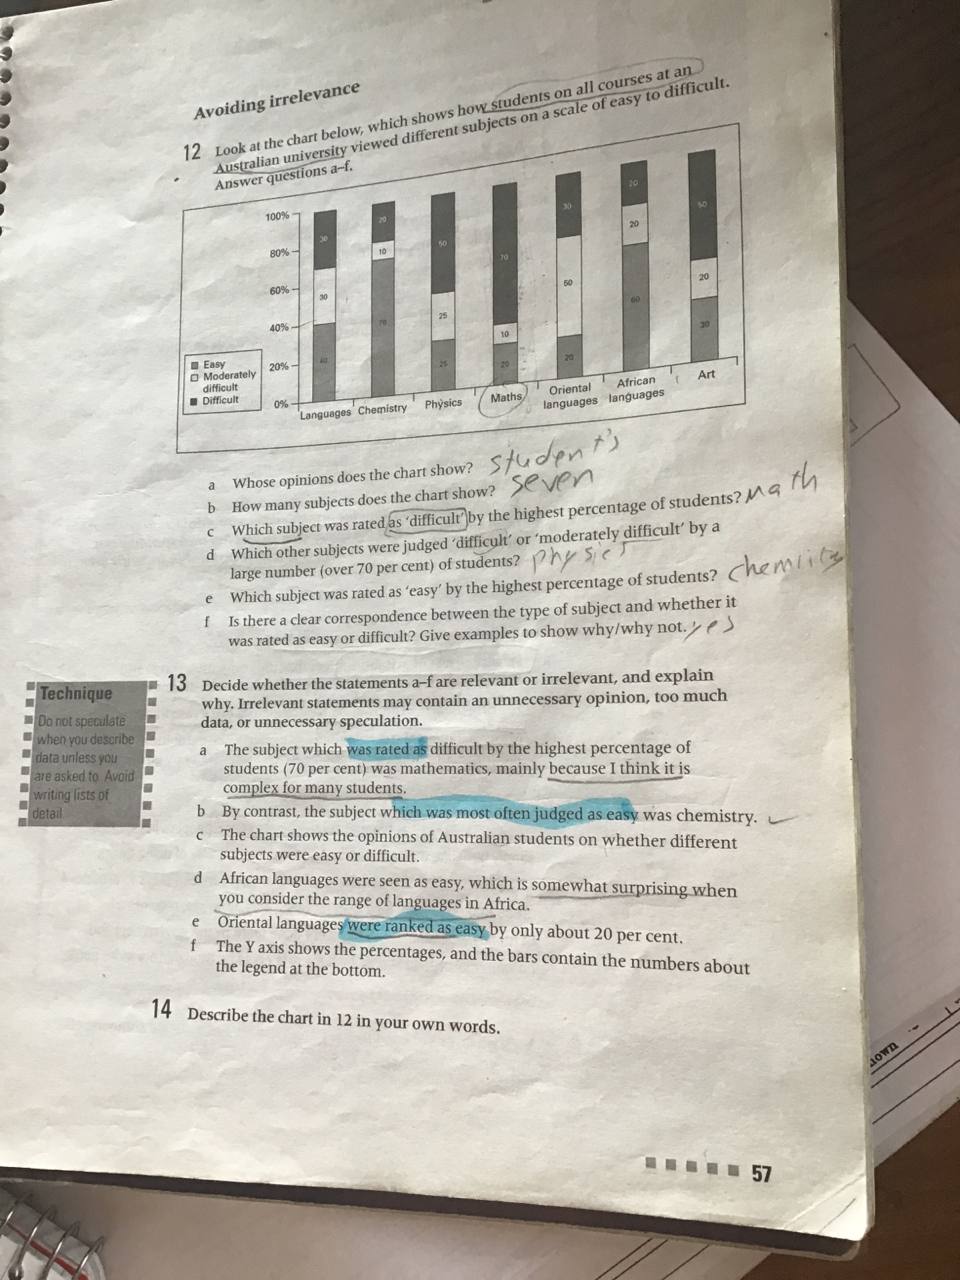 Avoiding irrelevance
12 Look at the chart below, which shows how students on all courses at an
Australian university viewed different subjects on a scale of easy to difficult.
Answer questions a–f.
100%
80%
60%
40%
20%
0%
Easy
Moderately
difficult
Difficult
30 20 50 70 30 20 50
30 10 25 10 50 20 20
40 70 25 20 20 60 30
Languages Chemistry Physics Maths Oriental languages African languages Art
a Whose opinions does the chart show? student's
b How many subjects does the chart show? seven
c Which subject was rated as 'difficult' by the highest percentage of students? Math
d Which other subjects were judged 'difficult' or 'moderately difficult' by a
large number (over 70 per cent) of students? physics
e Which subject was rated as 'easy' by the highest percentage of students?
f Is there a clear correspondence between the type of subject and whether it
was rated as easy or difficult? Give examples to show why/why not. yes
Technique
Do not speculate
when you describe
data unless you
are asked to. Avoid
writing lists of
detail
13 Decide whether the statements a–f are relevant or irrelevant, and explain
why. Irrelevant statements may contain an unnecessary opinion, too much
data, or unnecessary speculation.
a The subject which was rated as difficult by the highest percentage of
students (70 per cent) was mathematics, mainly because I think it is
complex for many students.
b By contrast, the subject which was most often judged as easy was chemistry.
c The chart shows the opinions of Australian students on whether different
subjects were easy or difficult.
d African languages were seen as easy, which is somewhat surprising when
you consider the range of languages in Africa.
e Oriental languages were ranked as easy by only about 20 per cent.
f The Y axis shows the percentages, and the bars contain the numbers about
the legend at the bottom.
14 Describe the chart in 12 in your own words.
57